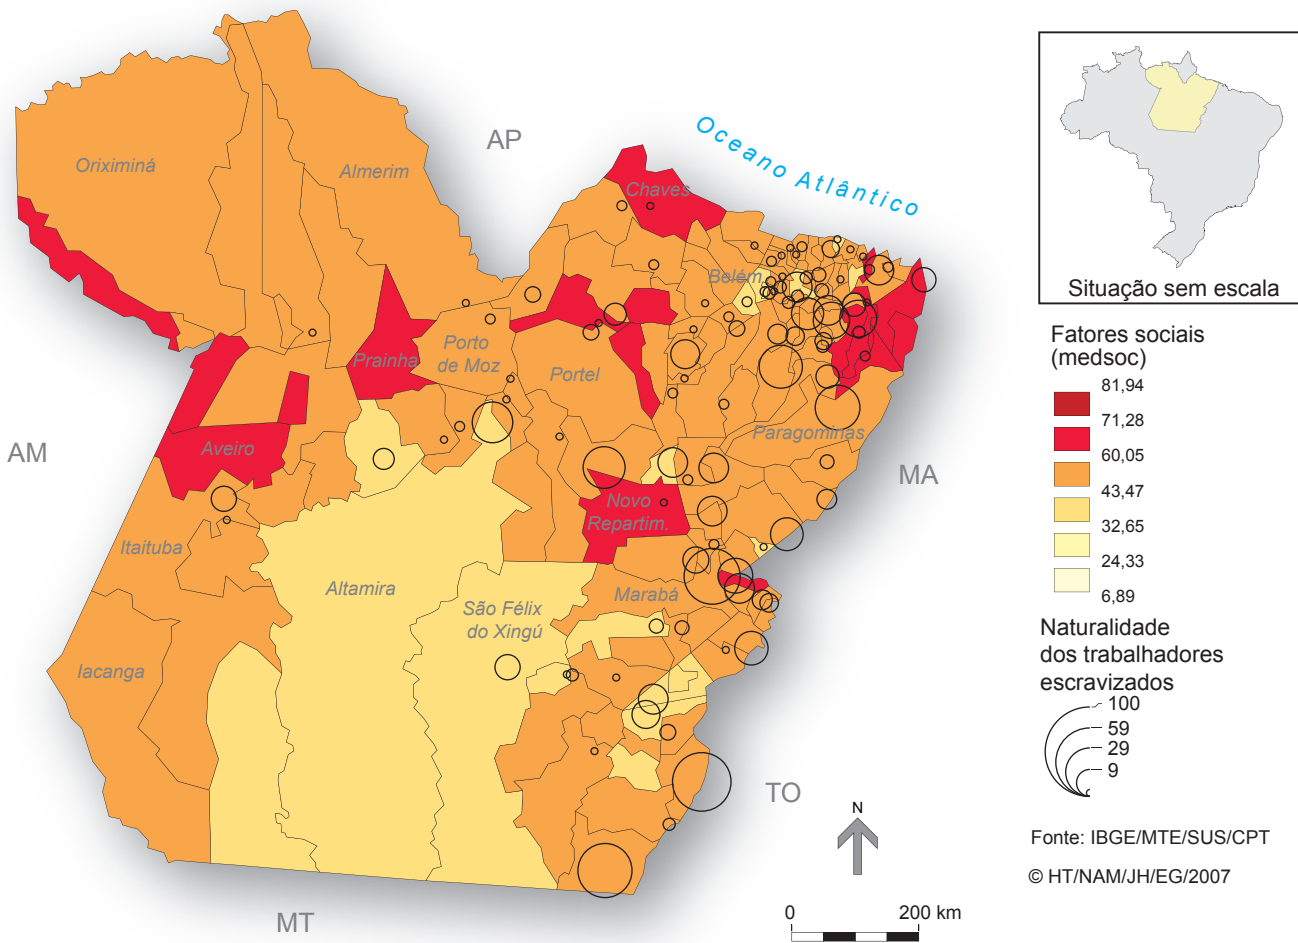 AP
Oceano Atlântico
Oriximiná
Almerim
Chaves
Belém
Prainha
Porto
de Moz
Portel
Aveiro
Paragominas
AM
MA
Novo
Repartim.
Itaituba
Altamira
Marabá
São Félix
do Xingú
Iacanga
TO
MT
N
0 200 km
Situação sem escala
Fatores sociais
(medsoc)
81,94
71,28
60,05
43,47
32,65
24,33
6,89
Naturalidade
dos trabalhadores
escravizados
100
59
29
9
Fonte: IBGE/MTE/SUS/CPT
© HT/NAM/JH/EG/2007